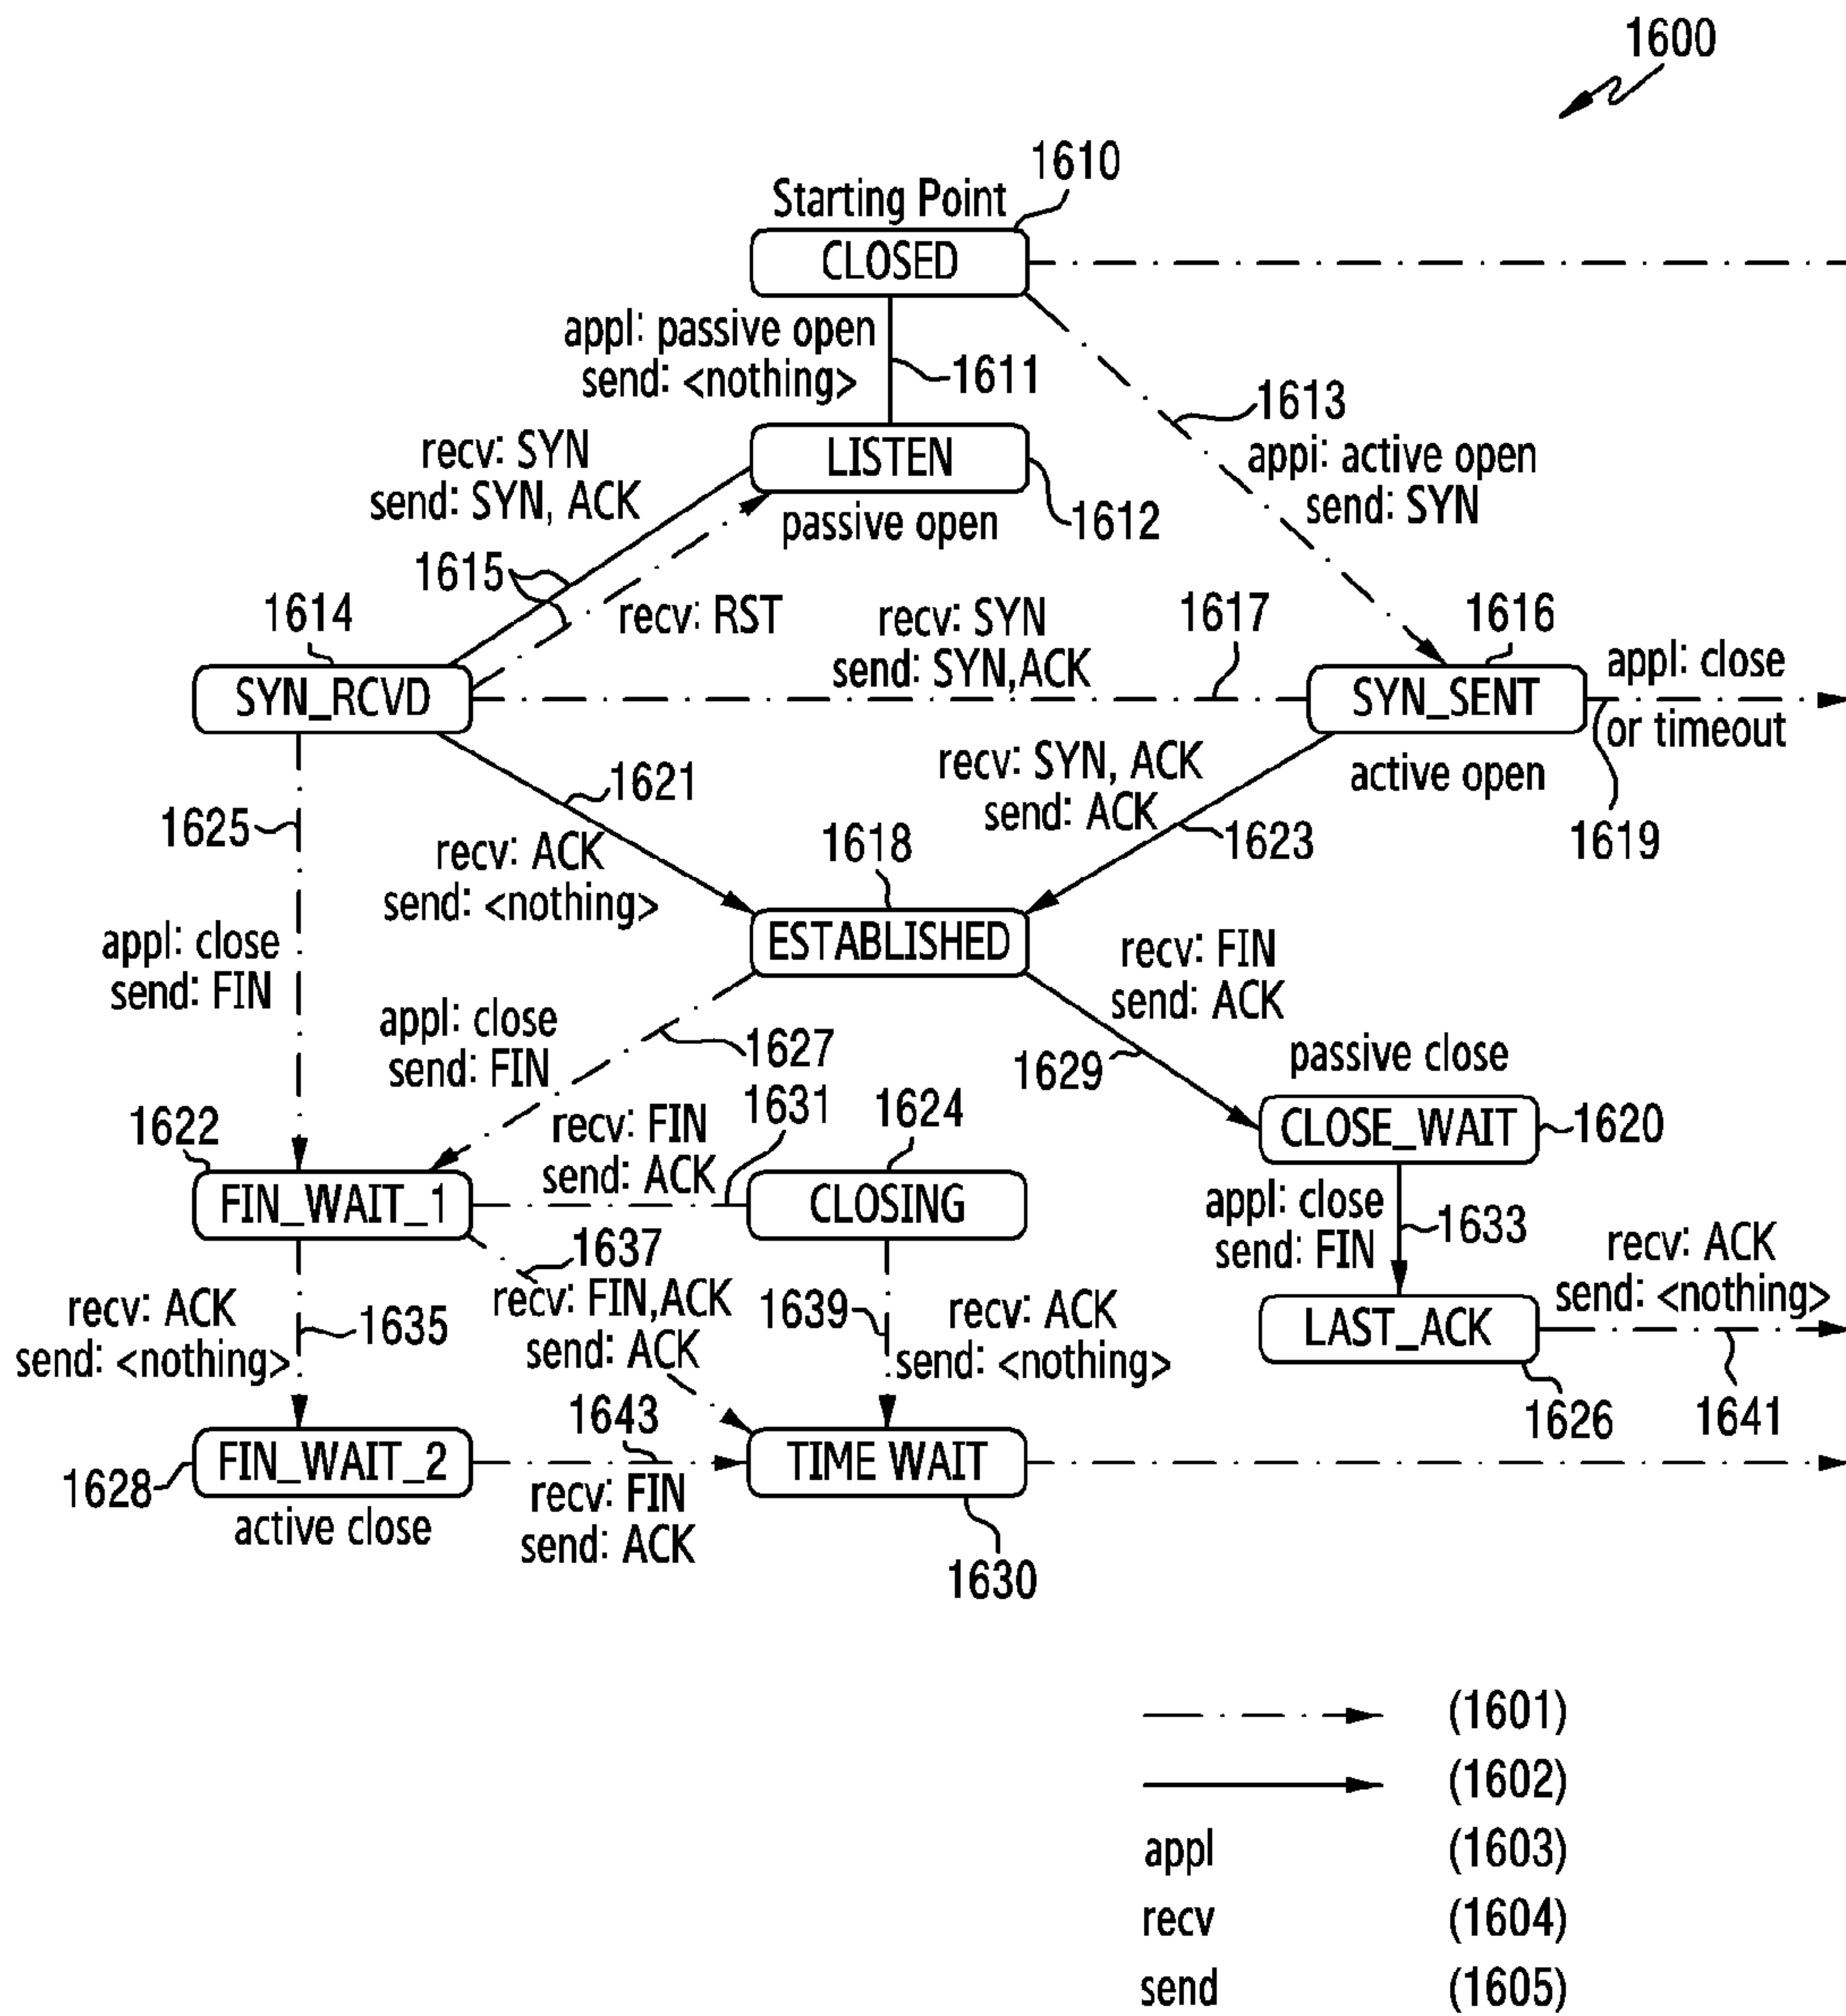 1600
1610
Starting Point
CLOSED
appl: passive open
send: <nothing>
1611
1613
appi: active open
send: SYN
recv: SYN
send: SYN, ACK
LISTEN
passive open
1612
1615
recv: RST
1614
recv: SYN
send: SYN,ACK
1617
1616
SYN_RCVD
SYN_SENT
active open
appl: close
or timeout
1619
1621
recv: ACK
send: <nothing>
recv: SYN, ACK
send: ACK
1623
1625
appl: close
send: FIN
1618
ESTABLISHED
recv: FIN
send: ACK
1629
appl: close
send: FIN
1627
passive close
CLOSE_WAIT
1620
1622
FIN_WAIT_1
recv: FIN
send: ACK
1631
1624
CLOSING
appl: close
send: FIN
1633
1637
recv: FIN,ACK
send: ACK
1639
recv: ACK
send: <nothing>
recv: ACK
send: <nothing>
1635
LAST_ACK
recv: ACK
send: <nothing>
1626
1641
1628
FIN_WAIT_2
active close
1643
recv: FIN
send: ACK
TIME WAIT
1630
(1601)
(1602)
appl (1603)
recv (1604)
send (1605)